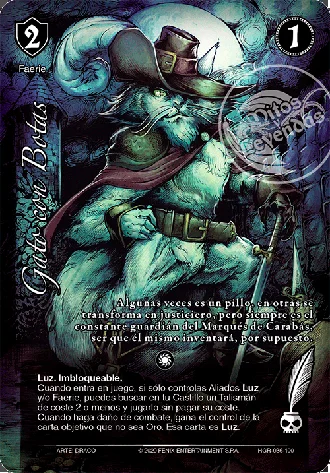 2
1
Faerie
Mitos
Leyendas
Gato con Botas
Algunas veces es un pillo, en otras se
transforma en justiciero, pero siempre es el
constante guardián del Marqués de Carabás,
ser que él mismo inventará, por supuesto.
Luz. Imbloqueable.
Cuando entra en juego, si solo controlas Aliados Luz
y/o Faerie, puedes buscar en tu Castillo un Talismán
de coste 2 o menos y jugarlo sin pagar su coste.
Cuando haga daño de combate, gana el control de la
carta objetivo que no sea Oro. Esa carta es Luz.
ARTE: DRACO
© 2020 FENIX ENTERTAINMENT S.P.A.